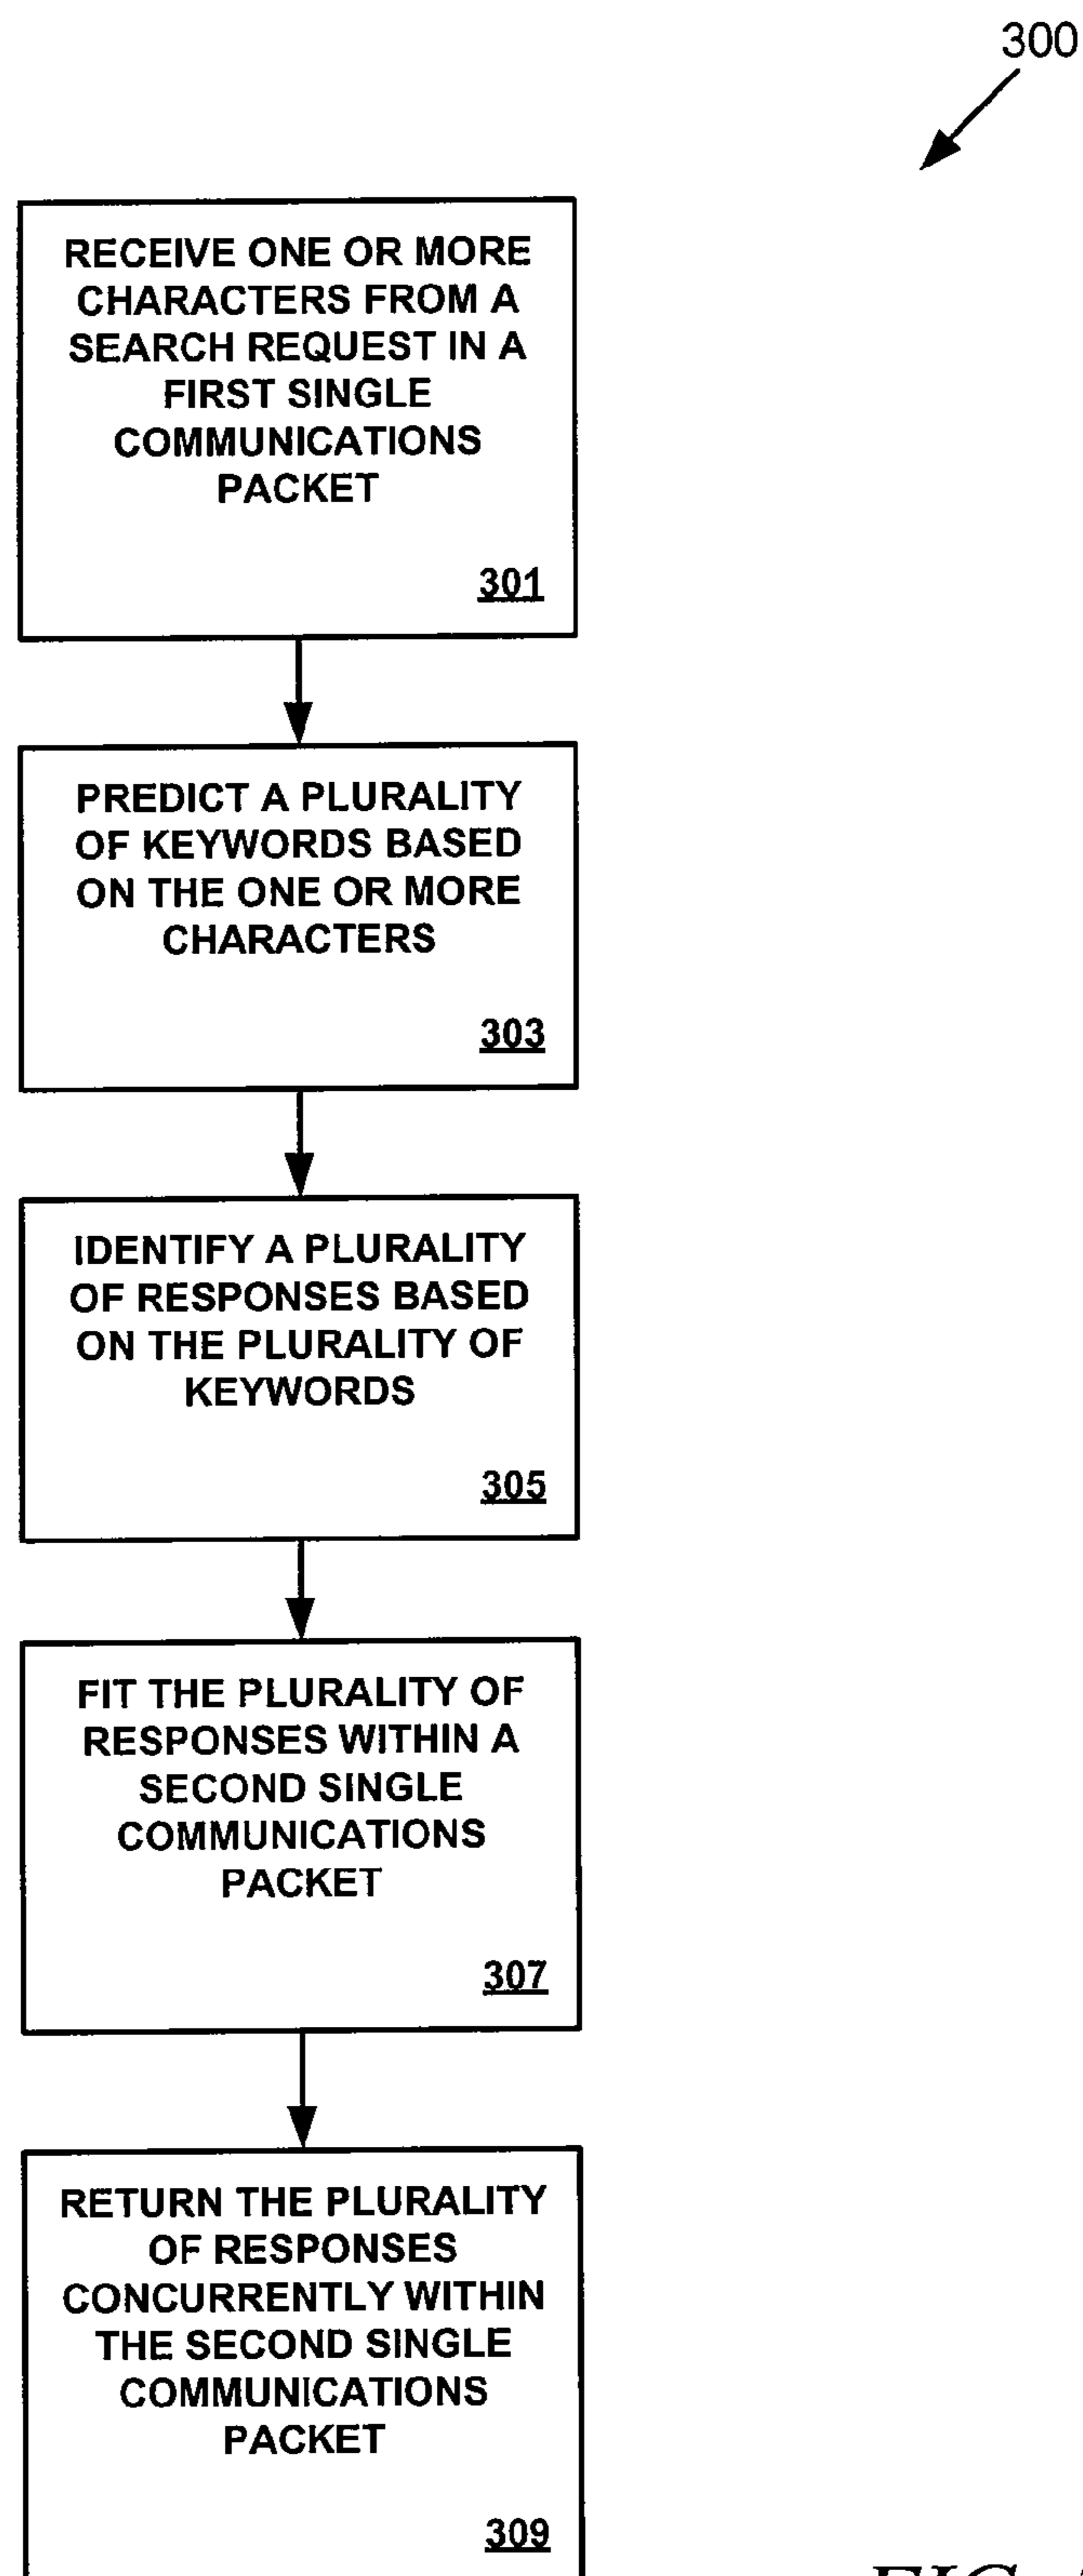 300
RECEIVE ONE OR MORE
CHARACTERS FROM A
SEARCH REQUEST IN A
FIRST SINGLE
COMMUNICATIONS
PACKET
301
PREDICT A PLURALITY
OF KEYWORDS BASED
ON THE ONE OR MORE
CHARACTERS
303
IDENTIFY A PLURALITY
OF RESPONSES BASED
ON THE PLURALITY OF
KEYWORDS
305
FIT THE PLURALITY OF
RESPONSES WITHIN A
SECOND SINGLE
COMMUNICATIONS
PACKET
307
RETURN THE PLURALITY
OF RESPONSES
CONCURRENTLY WITHIN
THE SECOND SINGLE
COMMUNICATIONS
PACKET
309